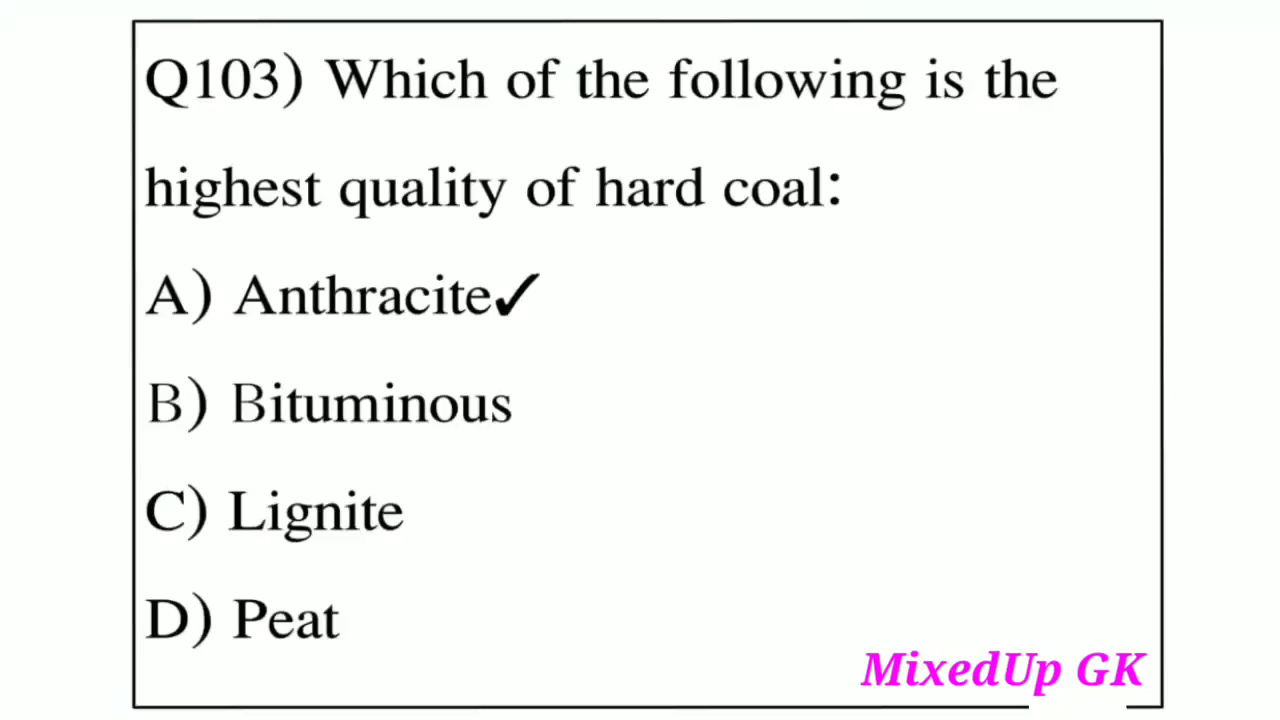 Q103) Which of the following is the
highest quality of hard coal:
A) Anthracite✓
B) Bituminous
C) Lignite
D) Peat
MixedUp GK